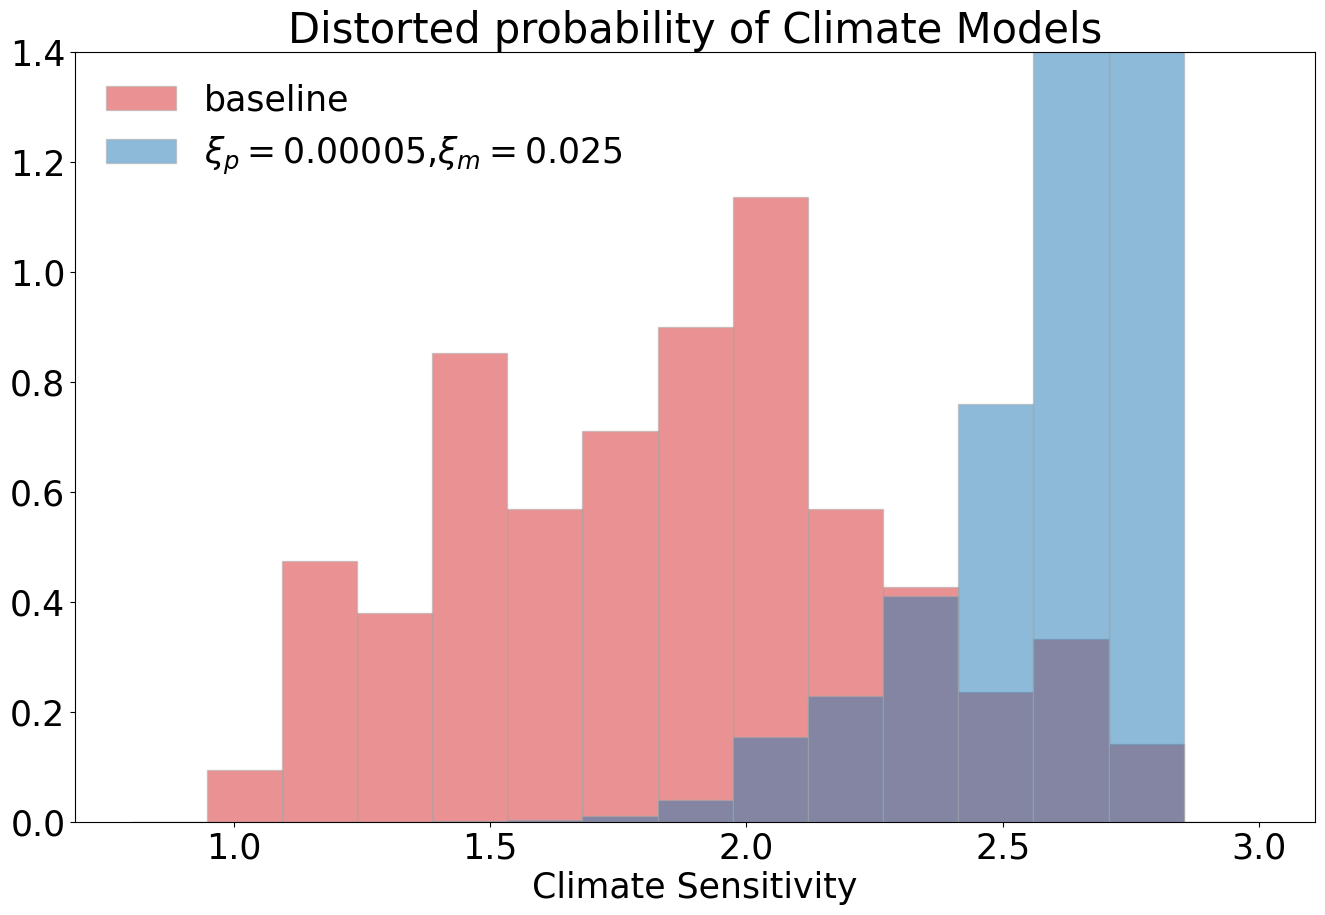 Distorted probability of Climate Models
1.4
1.2
1.0
0.8
0.6
0.4
0.2
0.0
baseline
ξₚ = 0.00005,ξₘ = 0.025
1.0 1.5 2.0 2.5 3.0
Climate Sensitivity